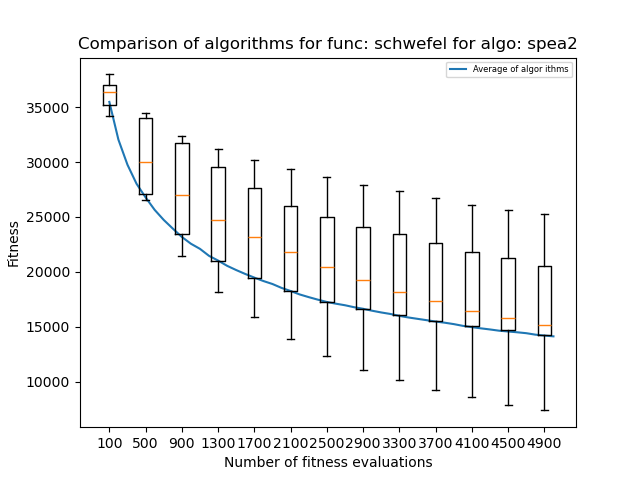 Comparison of algorithms for func: schwefel for algo: spea2
Average of algor ithms
35000
30000
25000
20000
15000
10000
Fitness
100 500 900 1300 1700 2100 2500 2900 3300 3700 4100 4500 4900
Number of fitness evaluations